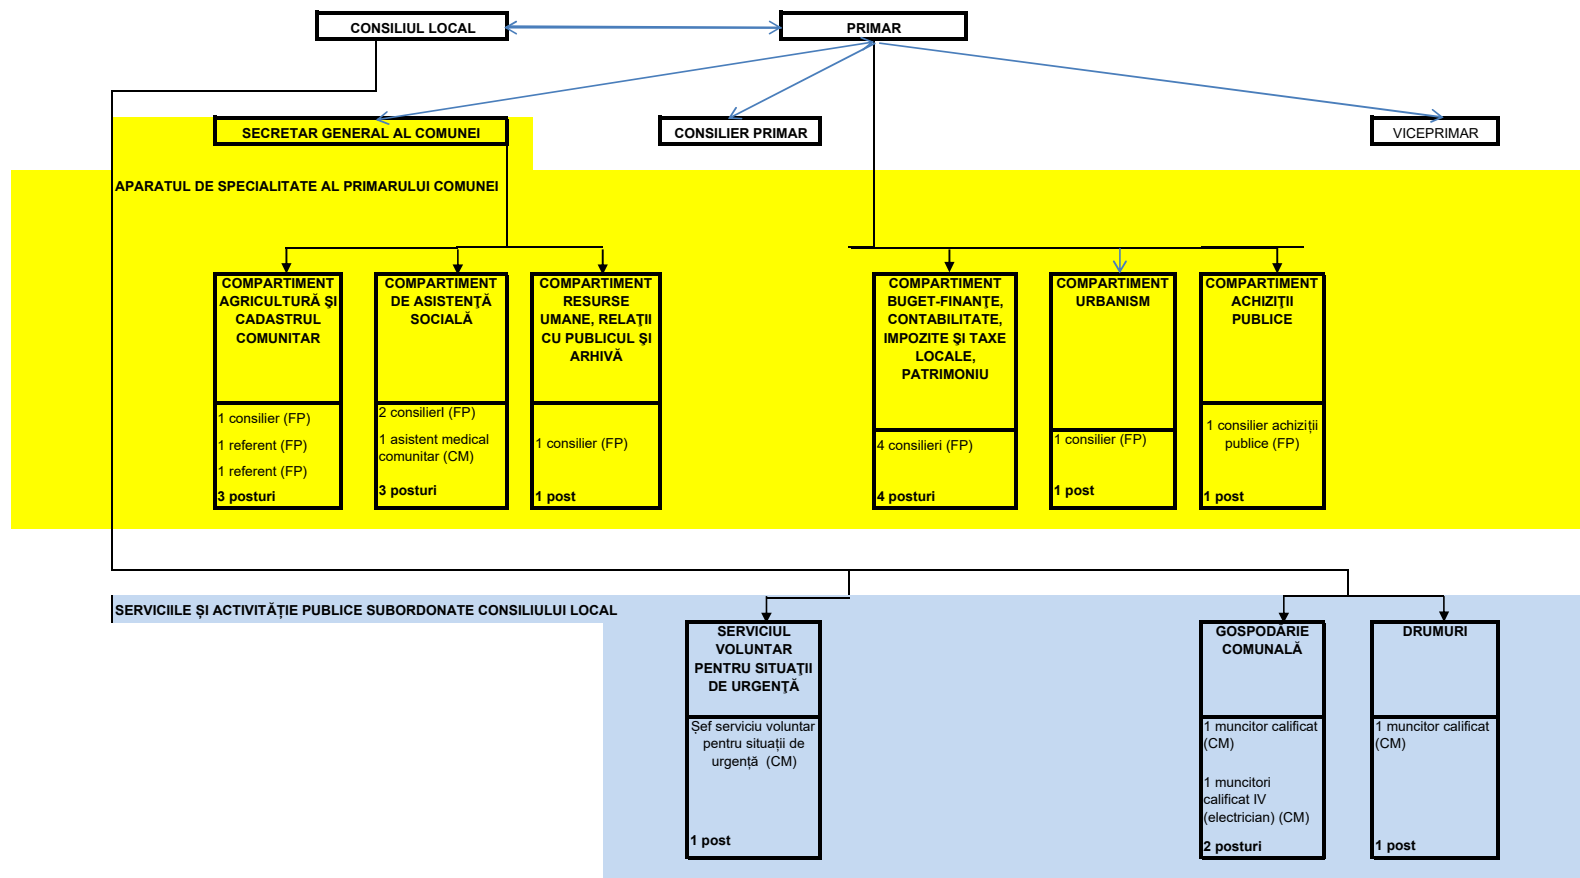 CONSILIUL LOCAL
PRIMAR
SECRETAR GENERAL AL COMUNEI
CONSILIER PRIMAR
VICEPRIMAR
APARATUL DE SPECIALITATE AL PRIMARULUI COMUNEI
COMPARTIMENT
AGRICULTURĂ ŞI
CADASTRUL
COMUNITAR
1 consilier (FP)
1 referent (FP)
1 referent (FP)
3 posturi
COMPARTIMENT
DE ASISTENŢĂ
SOCIALĂ
2 consilierI (FP)
1 asistent medical
comunitar (CM)
3 posturi
COMPARTIMENT
RESURSE
UMANE, RELAŢII
CU PUBLICUL ŞI
ARHIVĂ
1 consilier (FP)
1 post
COMPARTIMENT
BUGET-FINANŢE,
CONTABILITATE,
IMPOZITE ŞI TAXE
LOCALE,
PATRIMONIU
4 consilieri (FP)
4 posturi
COMPARTIMENT
URBANISM
1 consilier (FP)
1 post
COMPARTIMENT
ACHIZIŢII
PUBLICE
1 consilier achiziții
publice (FP)
1 post
SERVICIILE ȘI ACTIVITĂȚIE PUBLICE SUBORDONATE CONSILIULUI LOCAL
SERVICIUL
VOLUNTAR
PENTRU SITUAŢII
DE URGENŢĂ
Șef serviciu voluntar
pentru situații de
urgență (CM)
1 post
GOSPODĂRIE
COMUNALĂ
1 muncitor calificat
(CM)
1 muncitori
calificat IV
(electrician) (CM)
2 posturi
DRUMURI
1 muncitor calificat
(CM)
1 post